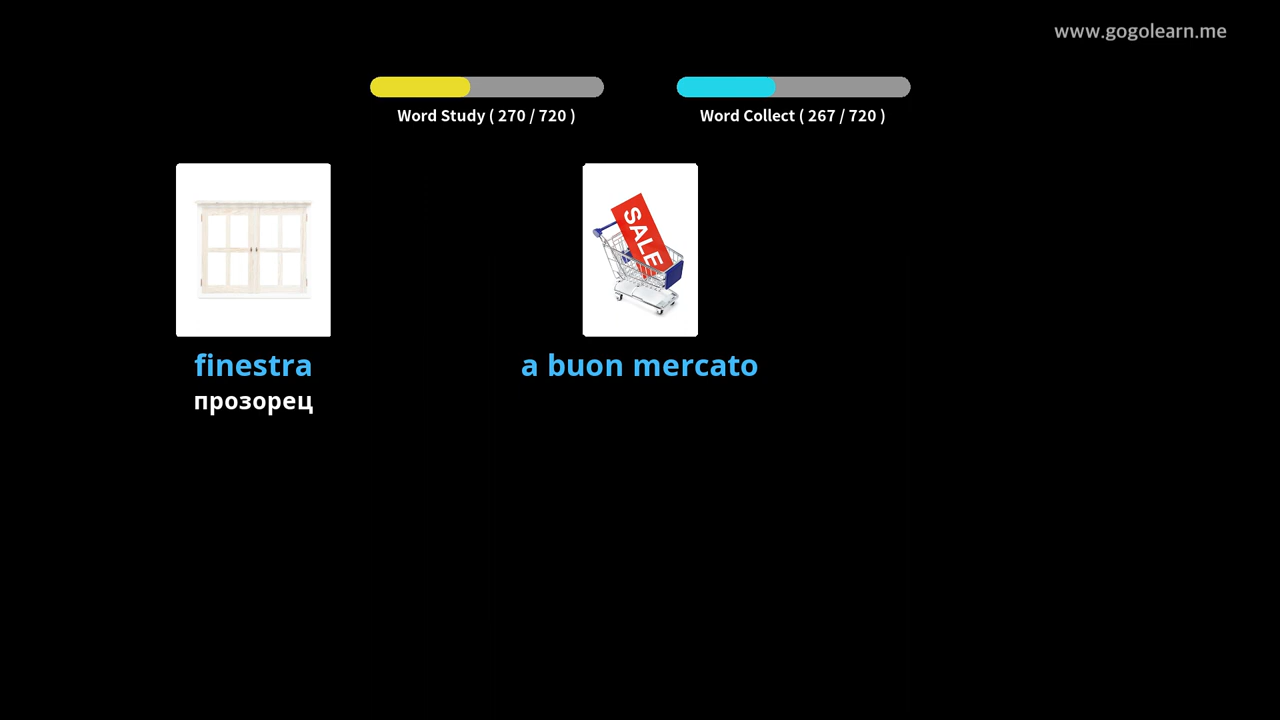 www.gogolearn.me
Word Study ( 270 / 720 )
Word Collect ( 267 / 720 )
SALE
finestra
a buon mercato
прозорец